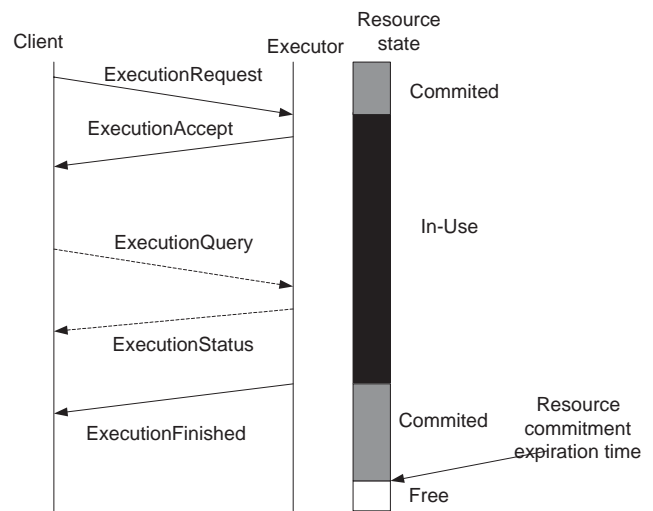 Client
Executor
Resource
state
ExecutionRequest
Commited
ExecutionAccept
In-Use
ExecutionQuery
ExecutionStatus
ExecutionFinished
Commited
Resource
commitment
expiration time
Free